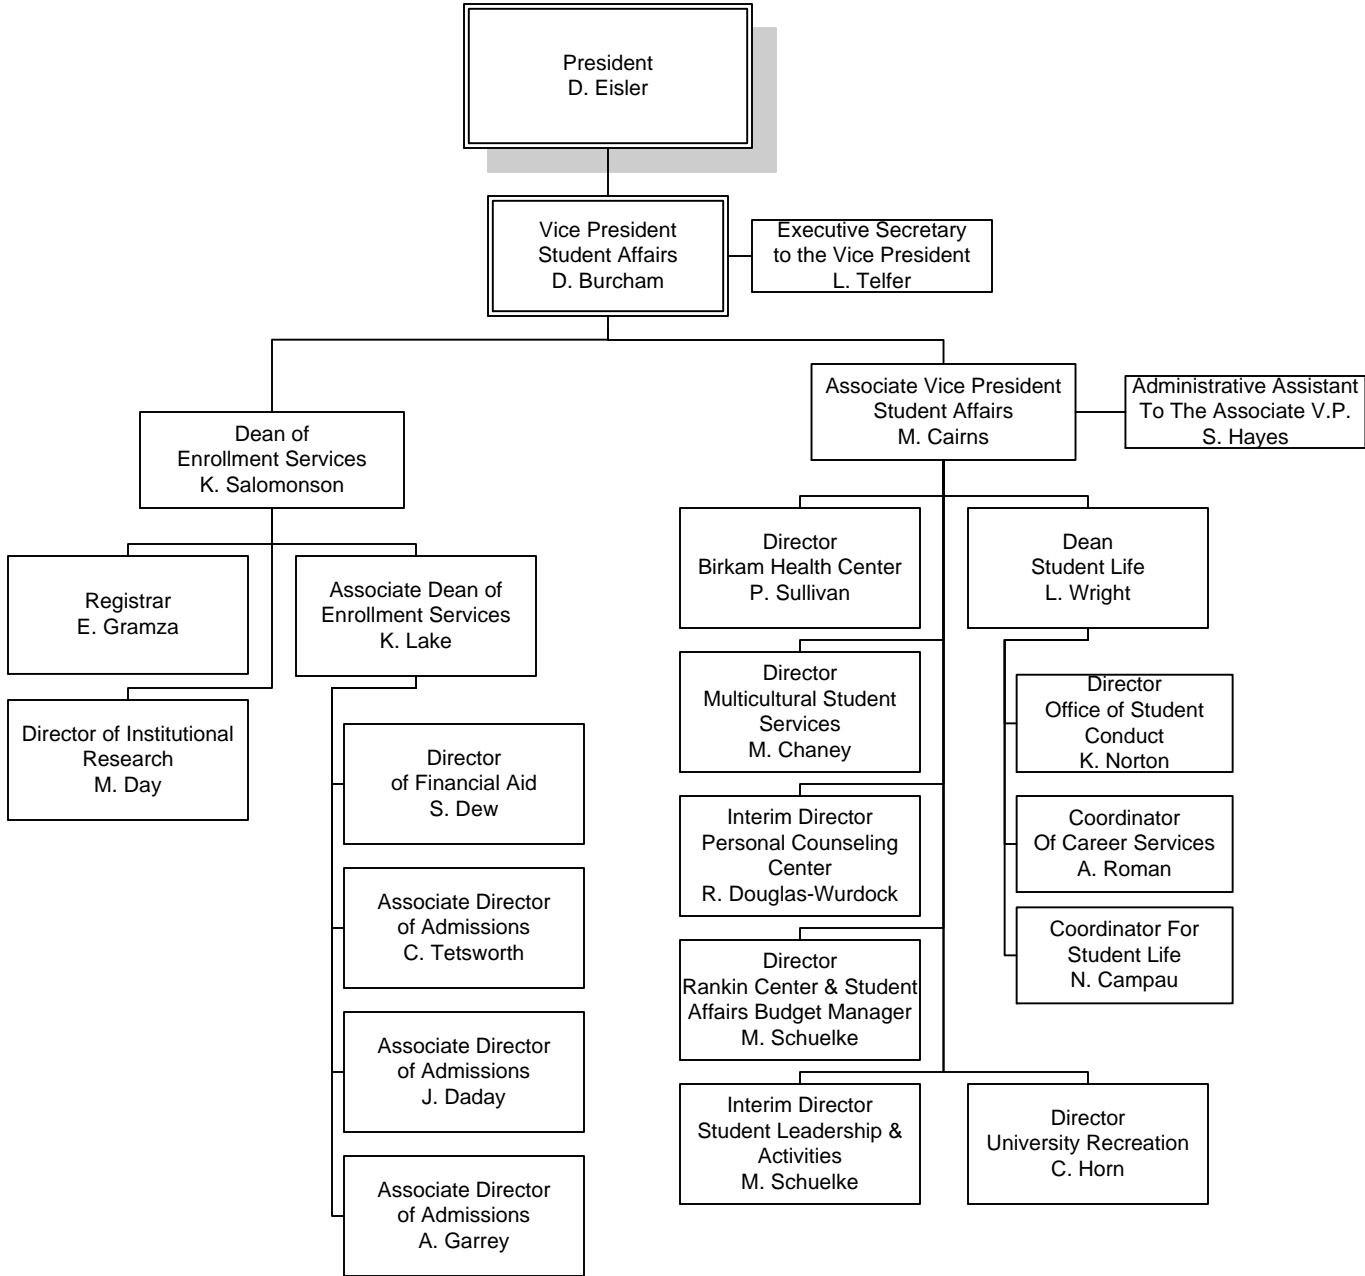 President
D. Eisler
Vice President
Student Affairs
D. Burcham
Executive Secretary
to the Vice President
L. Telfer
Dean of
Enrollment Services
K. Salomonson
Registrar
E. Gramza
Director of Institutional
Research
M. Day
Associate Dean of
Enrollment Services
K. Lake
Director
of Financial Aid
S. Dew
Associate Director
of Admissions
C. Tetsworth
Associate Director
of Admissions
J. Daday
Associate Director
of Admissions
A. Garrey
Associate Vice President
Student Affairs
M. Cairns
Administrative Assistant
To The Associate V.P.
S. Hayes
Director
Birkam Health Center
P. Sullivan
Director
Multicultural Student
Services
M. Chaney
Interim Director
Personal Counseling
Center
R. Douglas-Wurdock
Director
Rankin Center & Student
Affairs Budget Manager
M. Schuelke
Interim Director
Student Leadership &
Activities
M. Schuelke
Dean
Student Life
L. Wright
Director
Office of Student
Conduct
K. Norton
Coordinator
Of Career Services
A. Roman
Coordinator For
Student Life
N. Campau
Director
University Recreation
C. Horn